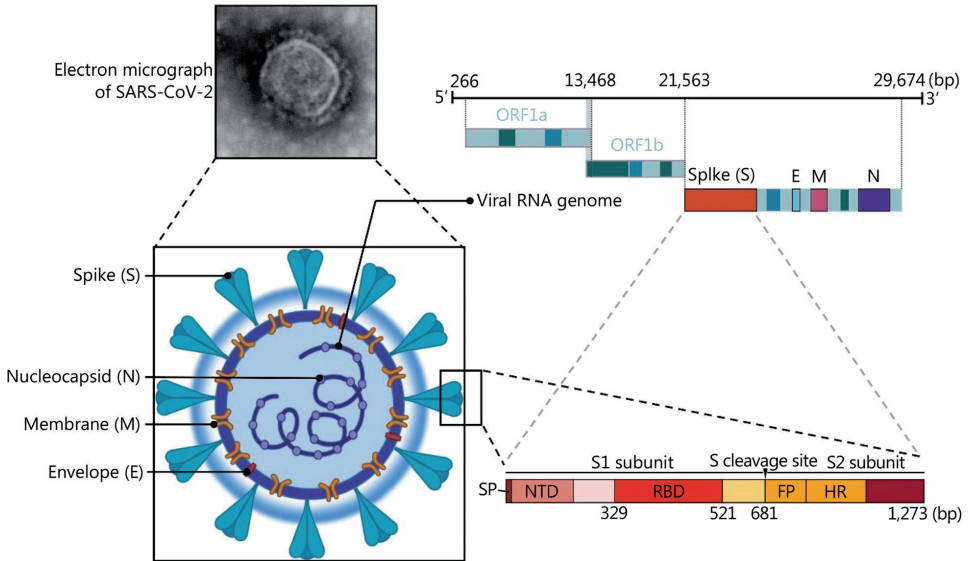 Electron micrograph
of SARS-CoV-2
266 13,468 21,563 29,674 (bp)
5' 3'
ORF1a
ORF1b
Splke (S) E M N
Viral RNA genome
Spike (S)
Nucleocapsid (N)
Membrane (M)
Envelope (E)
S1 subunit S cleavage site S2 subunit
SP NTD RBD FP HR
329 521 681 1,273 (bp)